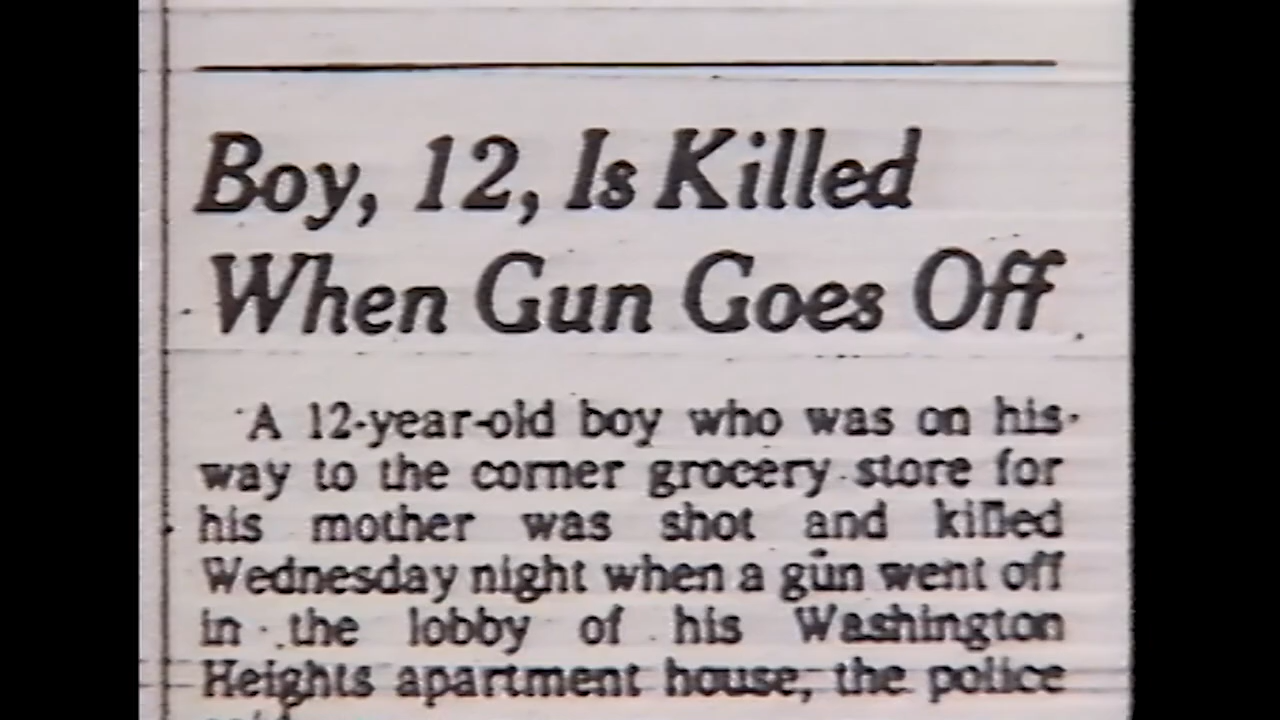 Boy, 12, Is Killed
When Gun Goes Off
A 12-year-old boy who was on his
way to the corner grocery store for
his mother was shot and killed
Wednesday night when a gun went off
in the lobby of his Washington
Heights apartment house, the police